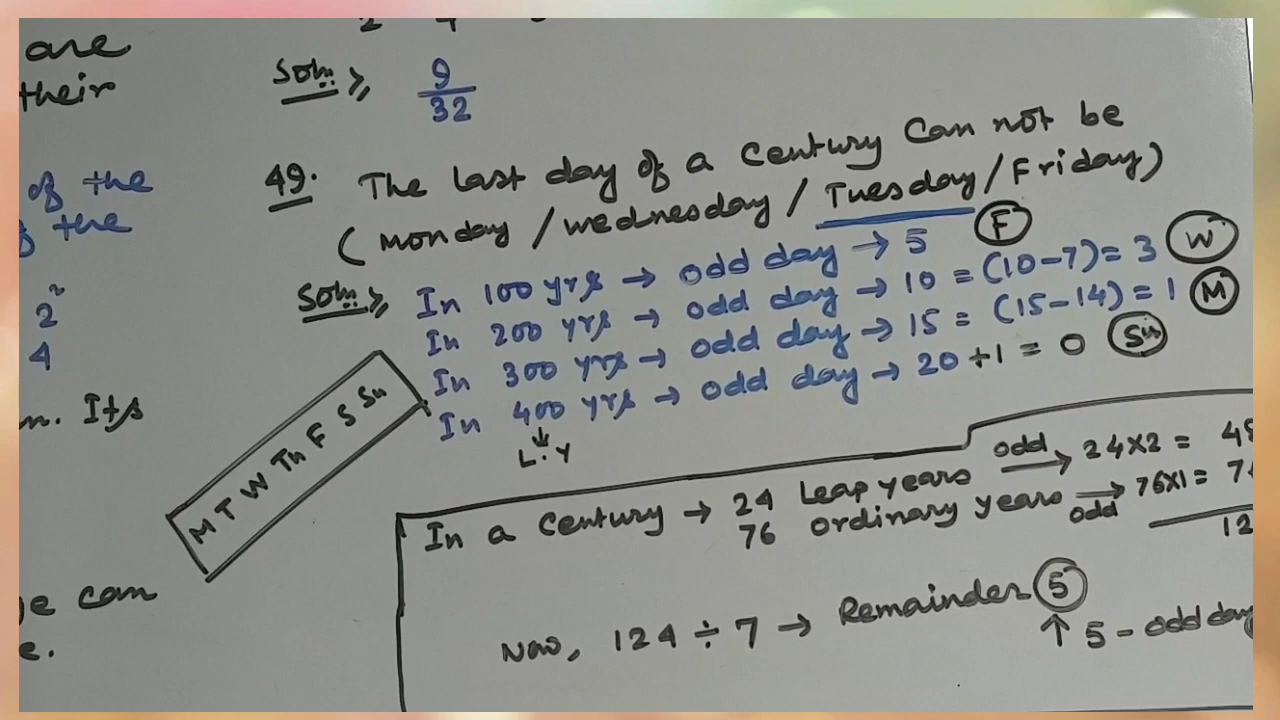 are
their
Soln. 9/32
of the
the
49. The last day of a Century Can not be
(Monday / Wednesday / Tuesday / Friday)
Soln. In 100 yrs → odd day → 5 F
In 200 yrs → odd day → 10 = (10-7) = 3 W
In 300 yrs → odd day → 15 = (15-14) = 1 M
In 400 yrs → odd day → 20 +1 = 0 Su
L.Y
2²
4
n. Its
M T W Th F S Su
In a Century → 24 Leap years odd → 24×2 = 48
76 ordinary years odd → 76×1 = 7
12
can
e.
Now, 124 ÷ 7 → Remainder 5
↑ 5 - odd day